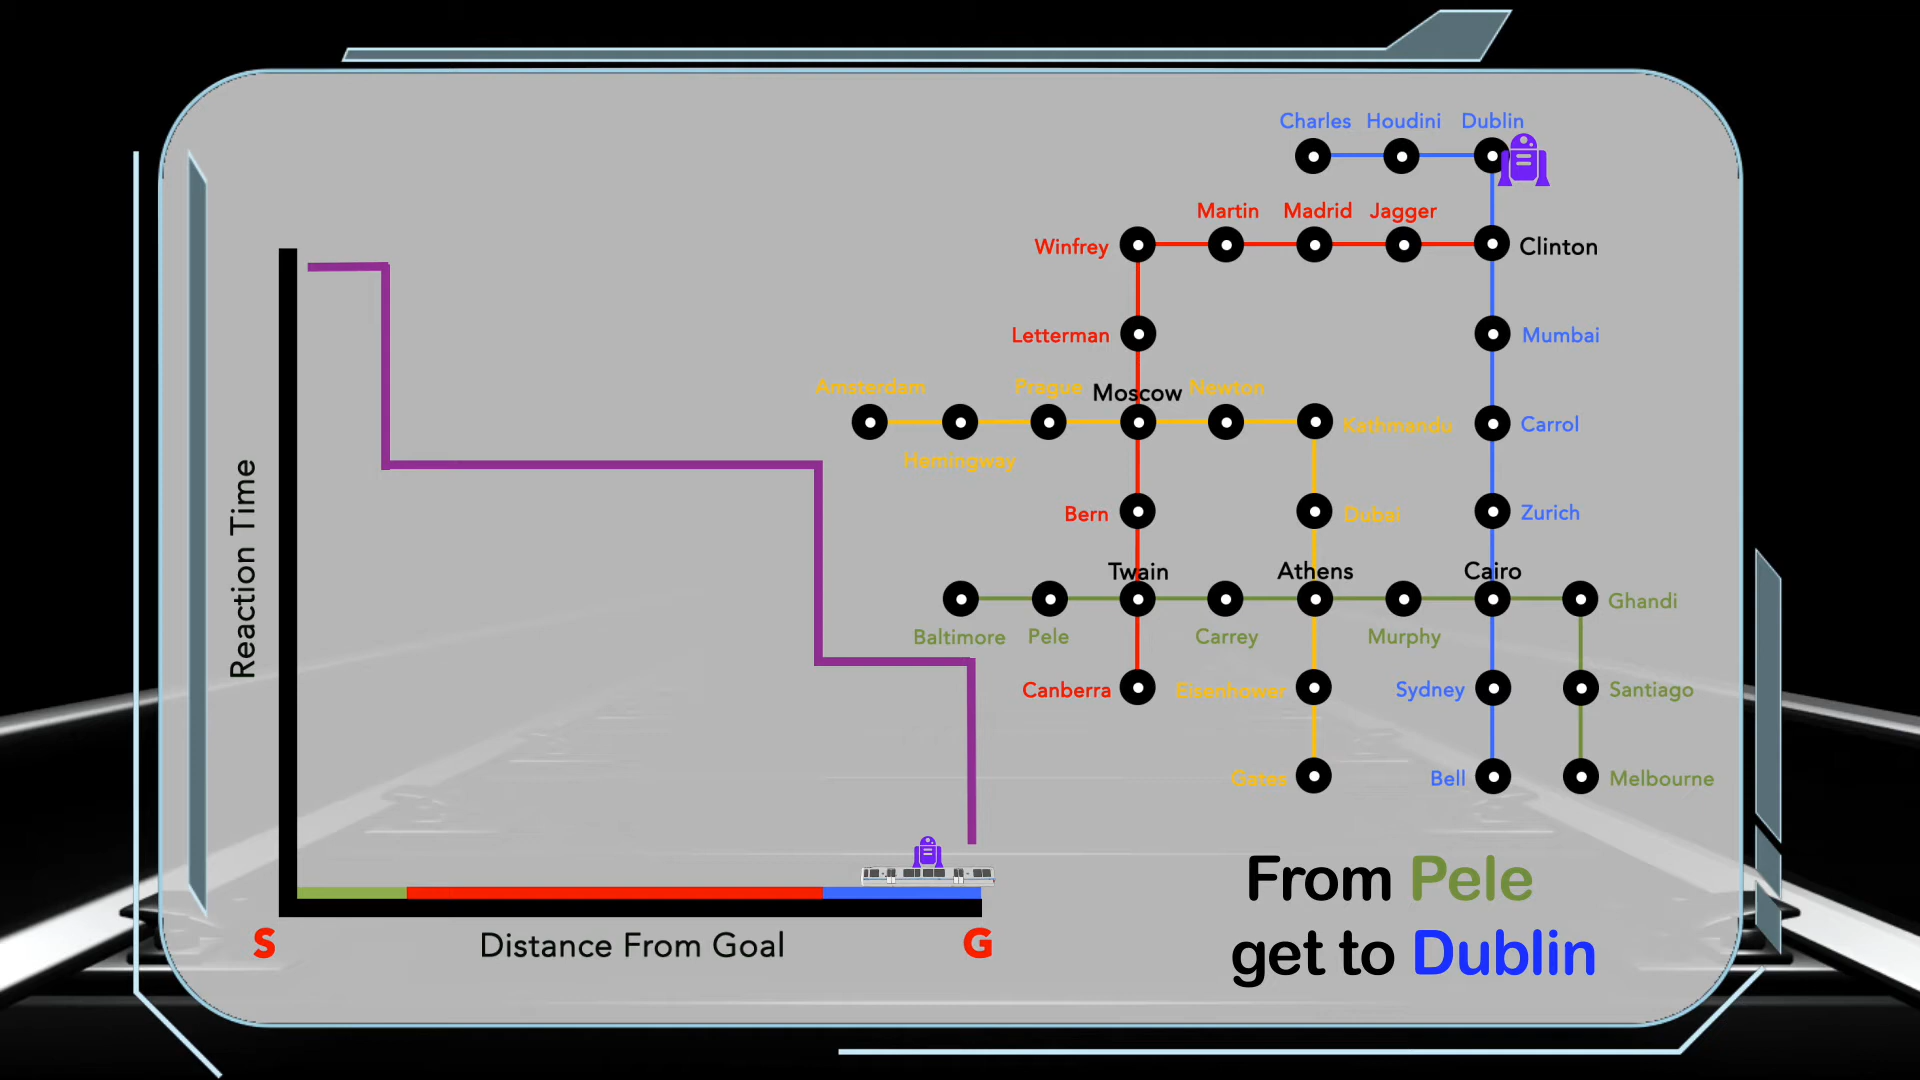 Charles Houdini Dublin
Martin Madrid Jagger
Winfrey Clinton
Letterman Mumbai
Amsterdam Prague Moscow Newton
Kathmandu Carrol
Hemingway
Bern Dubai Zurich
Twain Athens Cairo
Ghandi
Baltimore Pele Carrey Murphy
Canberra Eisenhower Sydney Santiago
Gates Bell Melbourne
Reaction Time
S Distance From Goal G
From Pele
get to Dublin